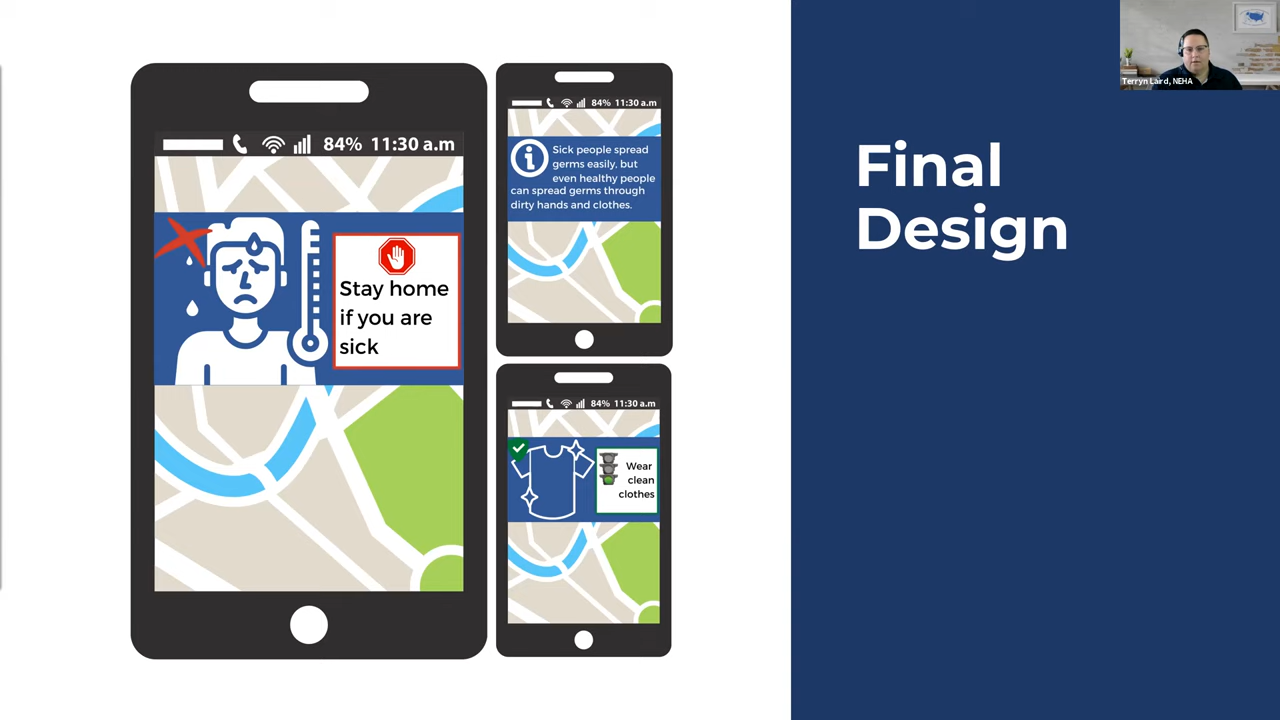 84% 11:30 a.m
Stay home
if you are
sick
84% 11:30 a.m
Sick people spread
germs easily, but
even healthy people
can spread germs through
dirty hands and clothes.
84% 11:30 a.m
Wear
clean
clothes
Final
Design
Terryn Laird, NEHA